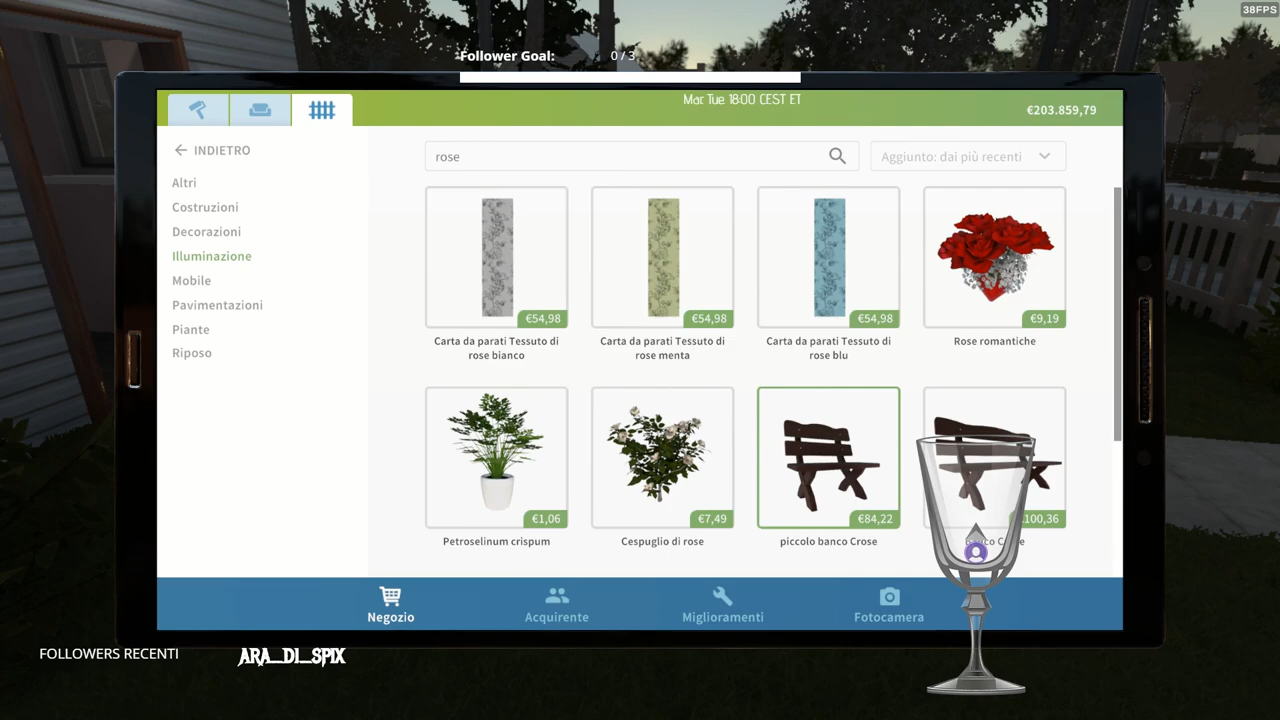 38FPS
Follower Goal: 0 / 3
Mar Tue 18:00 CEST ET
€203.859,79
INDIETRO
rose
Aggiunto: dai più recenti
Altri
Costruzioni
Decorazioni
Illuminazione
Mobile
Pavimentazioni
Piante
Riposo
€54,98
€54,98
€54,98
€9,19
Carta da parati Tessuto di
rose bianco
Carta da parati Tessuto di
rose menta
Carta da parati Tessuto di
rose blu
Rose romantiche
€1,06
€7,49
€84,22
100,36
Petroselinum crispum
Cespuglio di rose
piccolo banco Crose
Negozio
Acquirente
Miglioramenti
Fotocamera
FOLLOWERS RECENTI
ARA_DI_SPIX